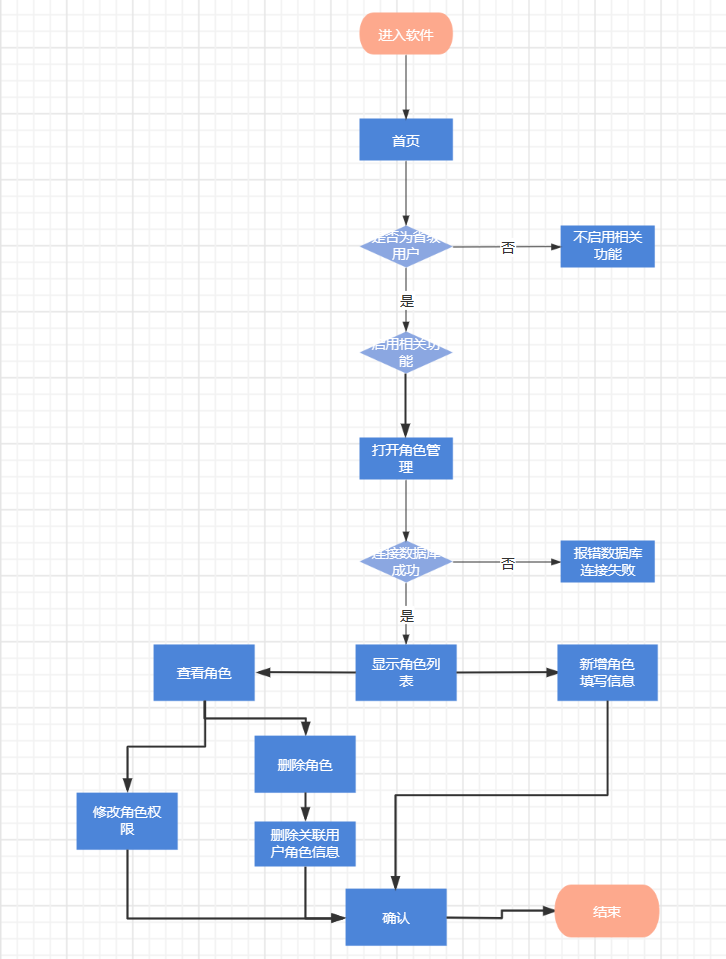 进入软件
首页
是否为省级
用户
否
不启用相关
功能
是
启用相关功
能
打开角色管
理
连接数据库
成功
否
报错数据库
连接失败
是
查看角色
显示角色列
表
新增角色
填写信息
删除角色
修改角色权
限
删除关联用
户角色信息
确认
结束